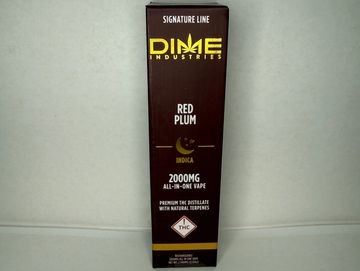 SIGNATURE LINE
DIME
INDUSTRIES
RED
PLUM
INDICA
2000MG
ALL-IN-ONE VAPE
PREMIUM THC DISTILLATE
WITH NATURAL TERPENES
!
THC
RECHARGEABLE